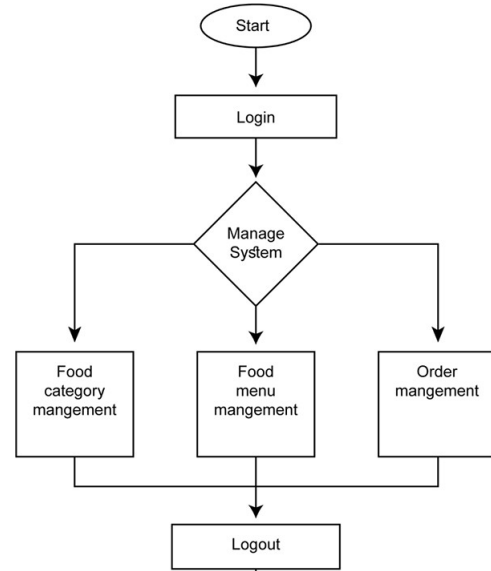 Start
Login
Manage
System
Food
category
mangement
Food
menu
mangement
Order
mangement
Logout